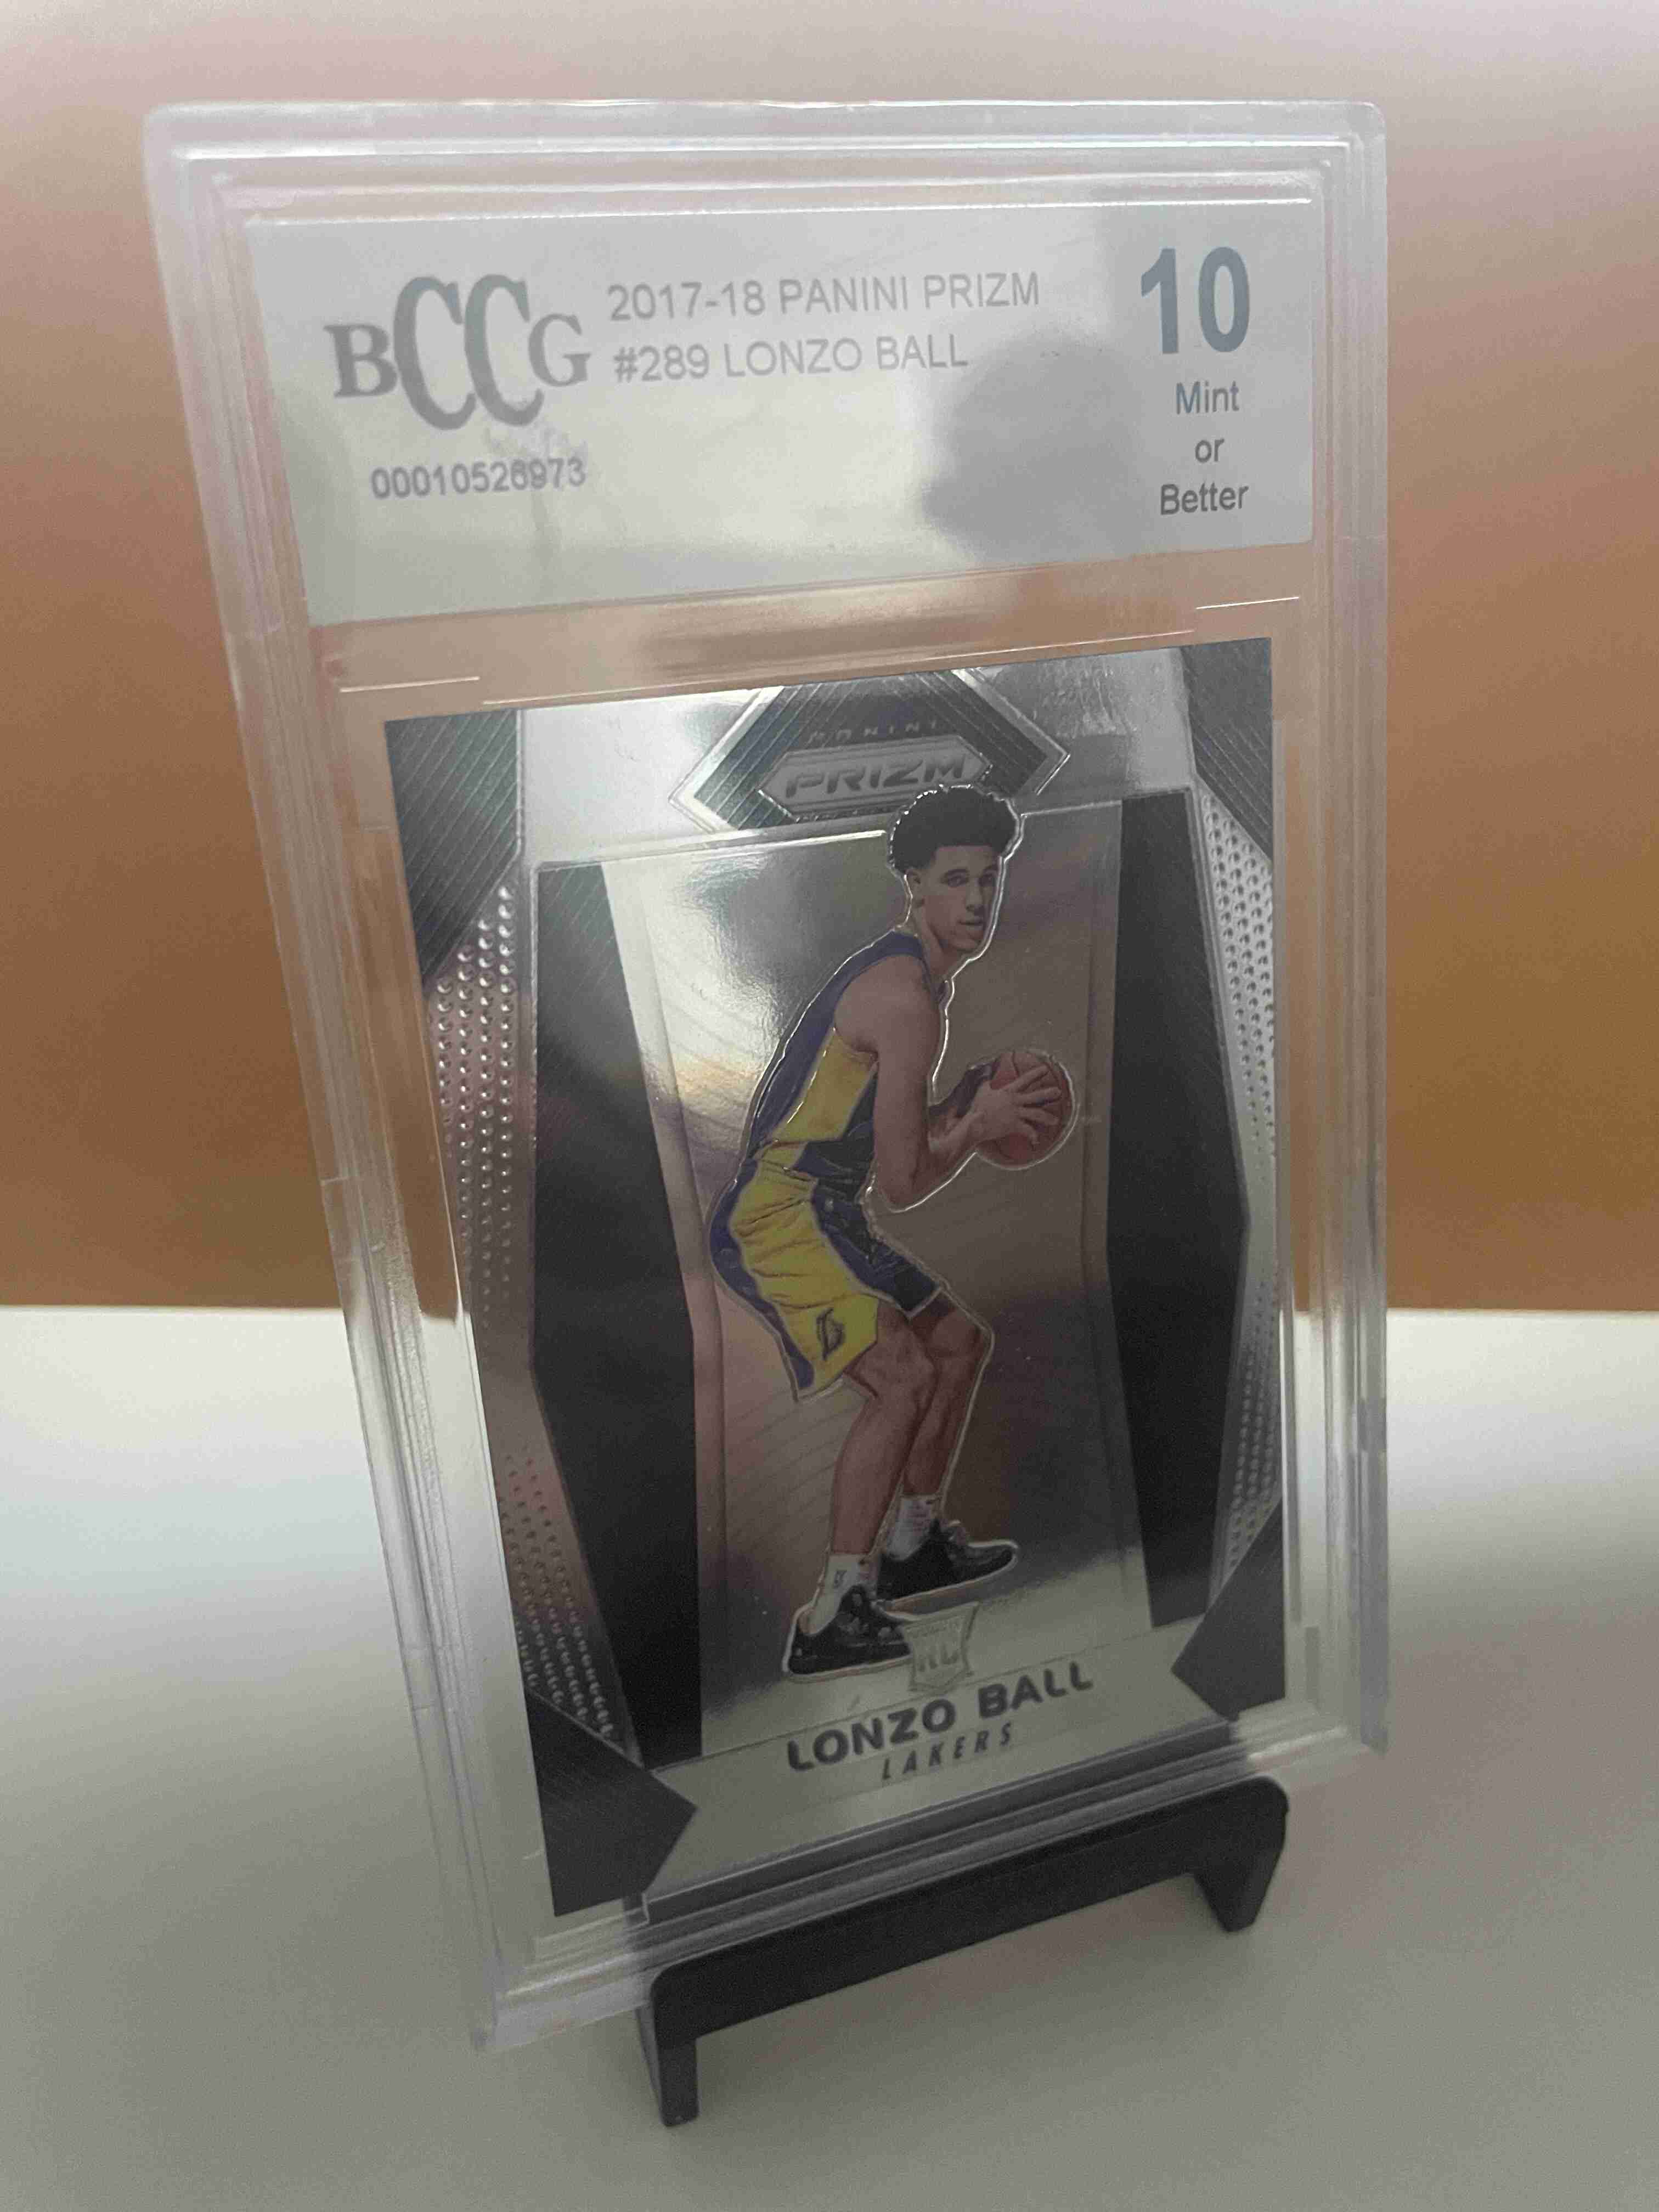 BCCG
2017-18 PANINI PRIZM
#289 LONZO BALL
10
Mint
or
Better
00010526973
PANINI
PRIZM
RC
LONZO BALL
LAKERS